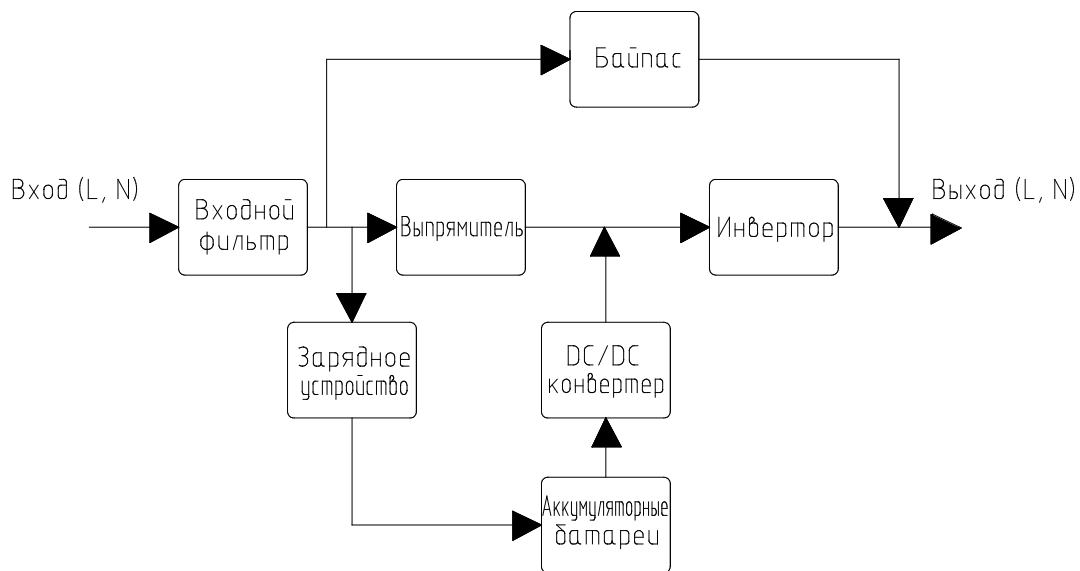 Байпас
Вход (L, N)
Входной
фильтр
Выпрямитель
Инвертор
Выход (L, N)
Зарядное
устройство
DC/DC
конвертер
Аккумуляторные
батареи